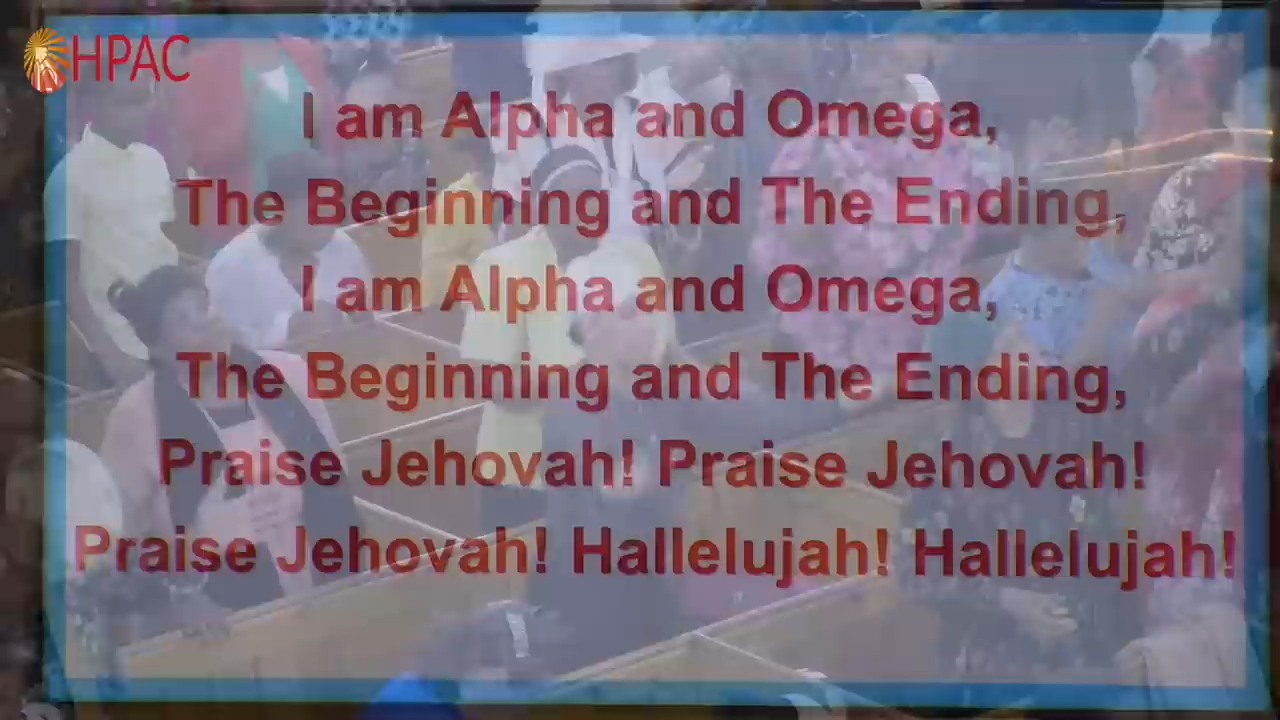 HPAC
I am Alpha and Omega,
The Beginning and The Ending,
I am Alpha and Omega,
The Beginning and The Ending,
Praise Jehovah! Praise Jehovah!
Praise Jehovah! Hallelujah! Hallelujah!